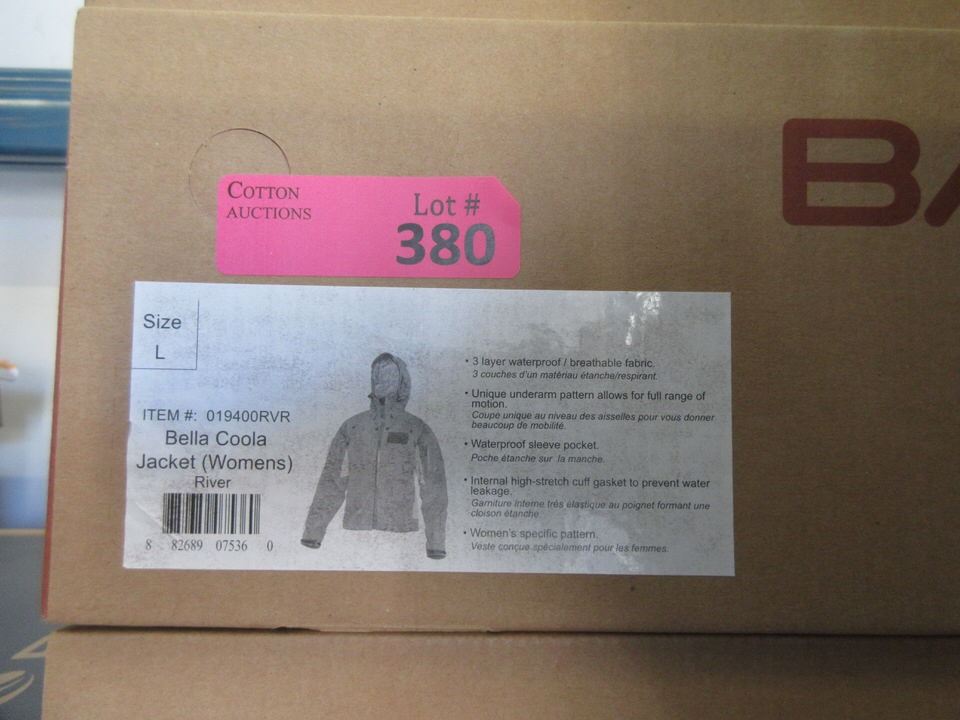 COTTON
AUCTIONS
Lot #
380
BA
Size
L
ITEM #: 019400RVR
Bella Coola
Jacket (Womens)
River
8 82689 07536 0
• 3 layer waterproof / breathable fabric.
3 couches d'un matériau étanche/respirant.
• Unique underarm pattern allows for full range of
motion.
Coupe unique au niveau des aisselles pour vous donner
beaucoup de mobilité.
• Waterproof sleeve pocket.
Poche étanche sur la manche.
• Internal high-stretch cuff gasket to prevent water
leakage.
Garniture interne très élastique au poignet formant une
cloison étanche.
• Women's specific pattern.
Veste conçue spécialement pour les femmes.